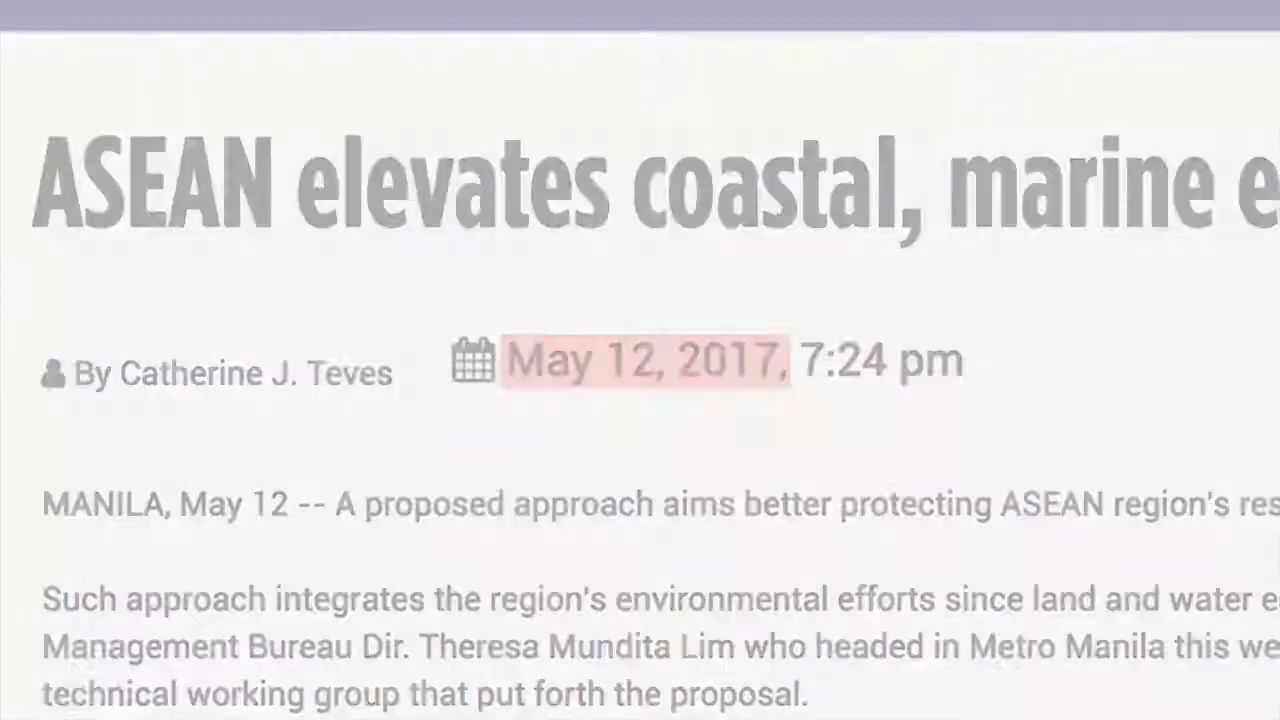 ASEAN elevates coastal, marine e
By Catherine J. Teves
May 12, 2017, 7:24 pm
MANILA, May 12 -- A proposed approach aims better protecting ASEAN region's res
Such approach integrates the region's environmental efforts since land and water e
Management Bureau Dir. Theresa Mundita Lim who headed in Metro Manila this we
technical working group that put forth the proposal.